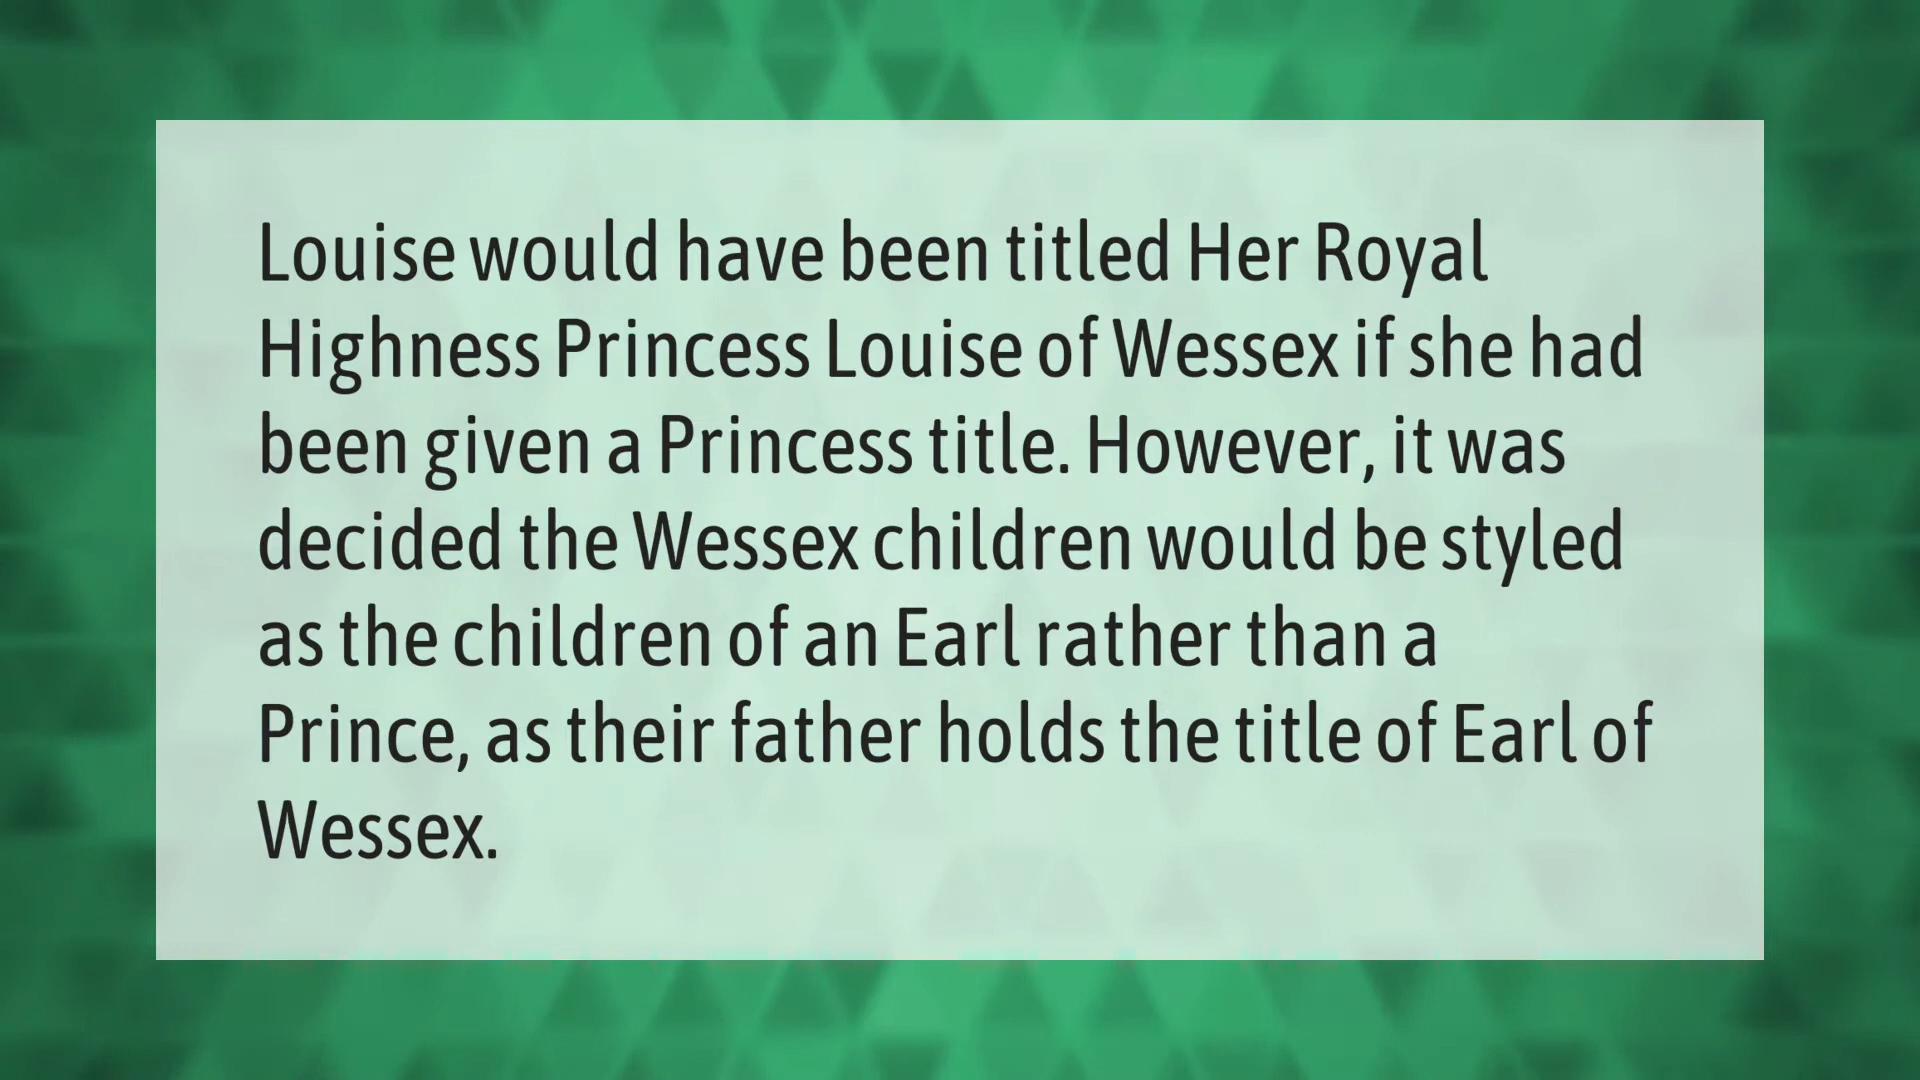 Louise would have been titled Her Royal
Highness Princess Louise of Wessex if she had
been given a Princess title. However, it was
decided the Wessex children would be styled
as the children of an Earl rather than a
Prince, as their father holds the title of Earl of
Wessex.